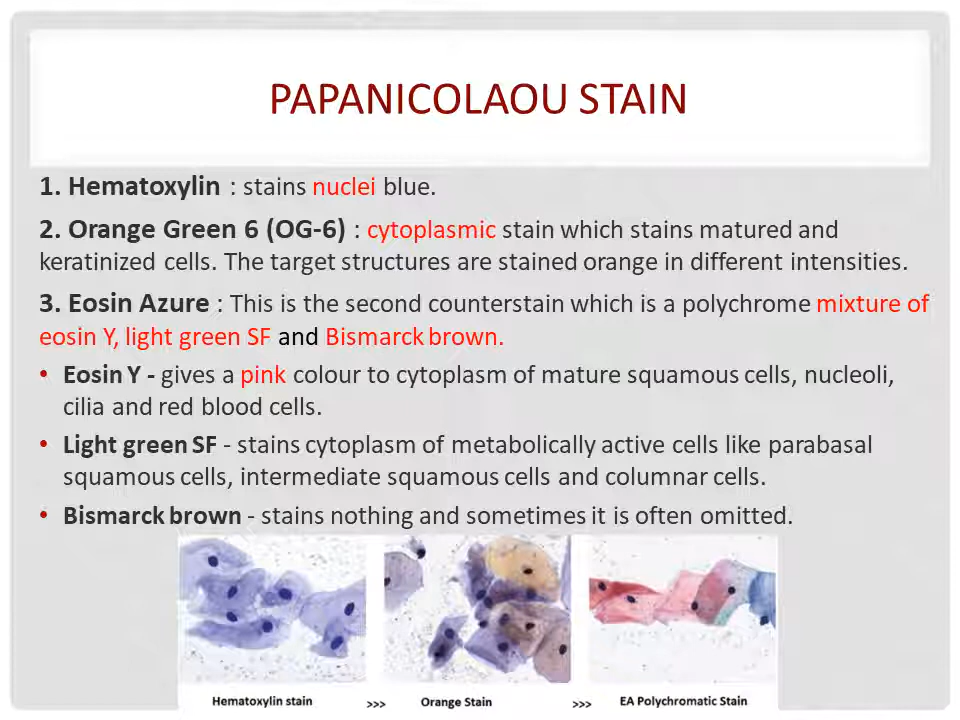 PAPANICOLAOU STAIN
1. Hematoxylin : stains nuclei blue.
2. Orange Green 6 (OG-6) : cytoplasmic stain which stains matured and
keratinized cells. The target structures are stained orange in different intensities.
3. Eosin Azure : This is the second counterstain which is a polychrome mixture of
eosin Y, light green SF and Bismarck brown.
• Eosin Y - gives a pink colour to cytoplasm of mature squamous cells, nucleoli,
cilia and red blood cells.
• Light green SF - stains cytoplasm of metabolically active cells like parabasal
squamous cells, intermediate squamous cells and columnar cells.
• Bismarck brown - stains nothing and sometimes it is often omitted.
Hematoxylin stain >>> Orange Stain >>> EA Polychromatic Stain